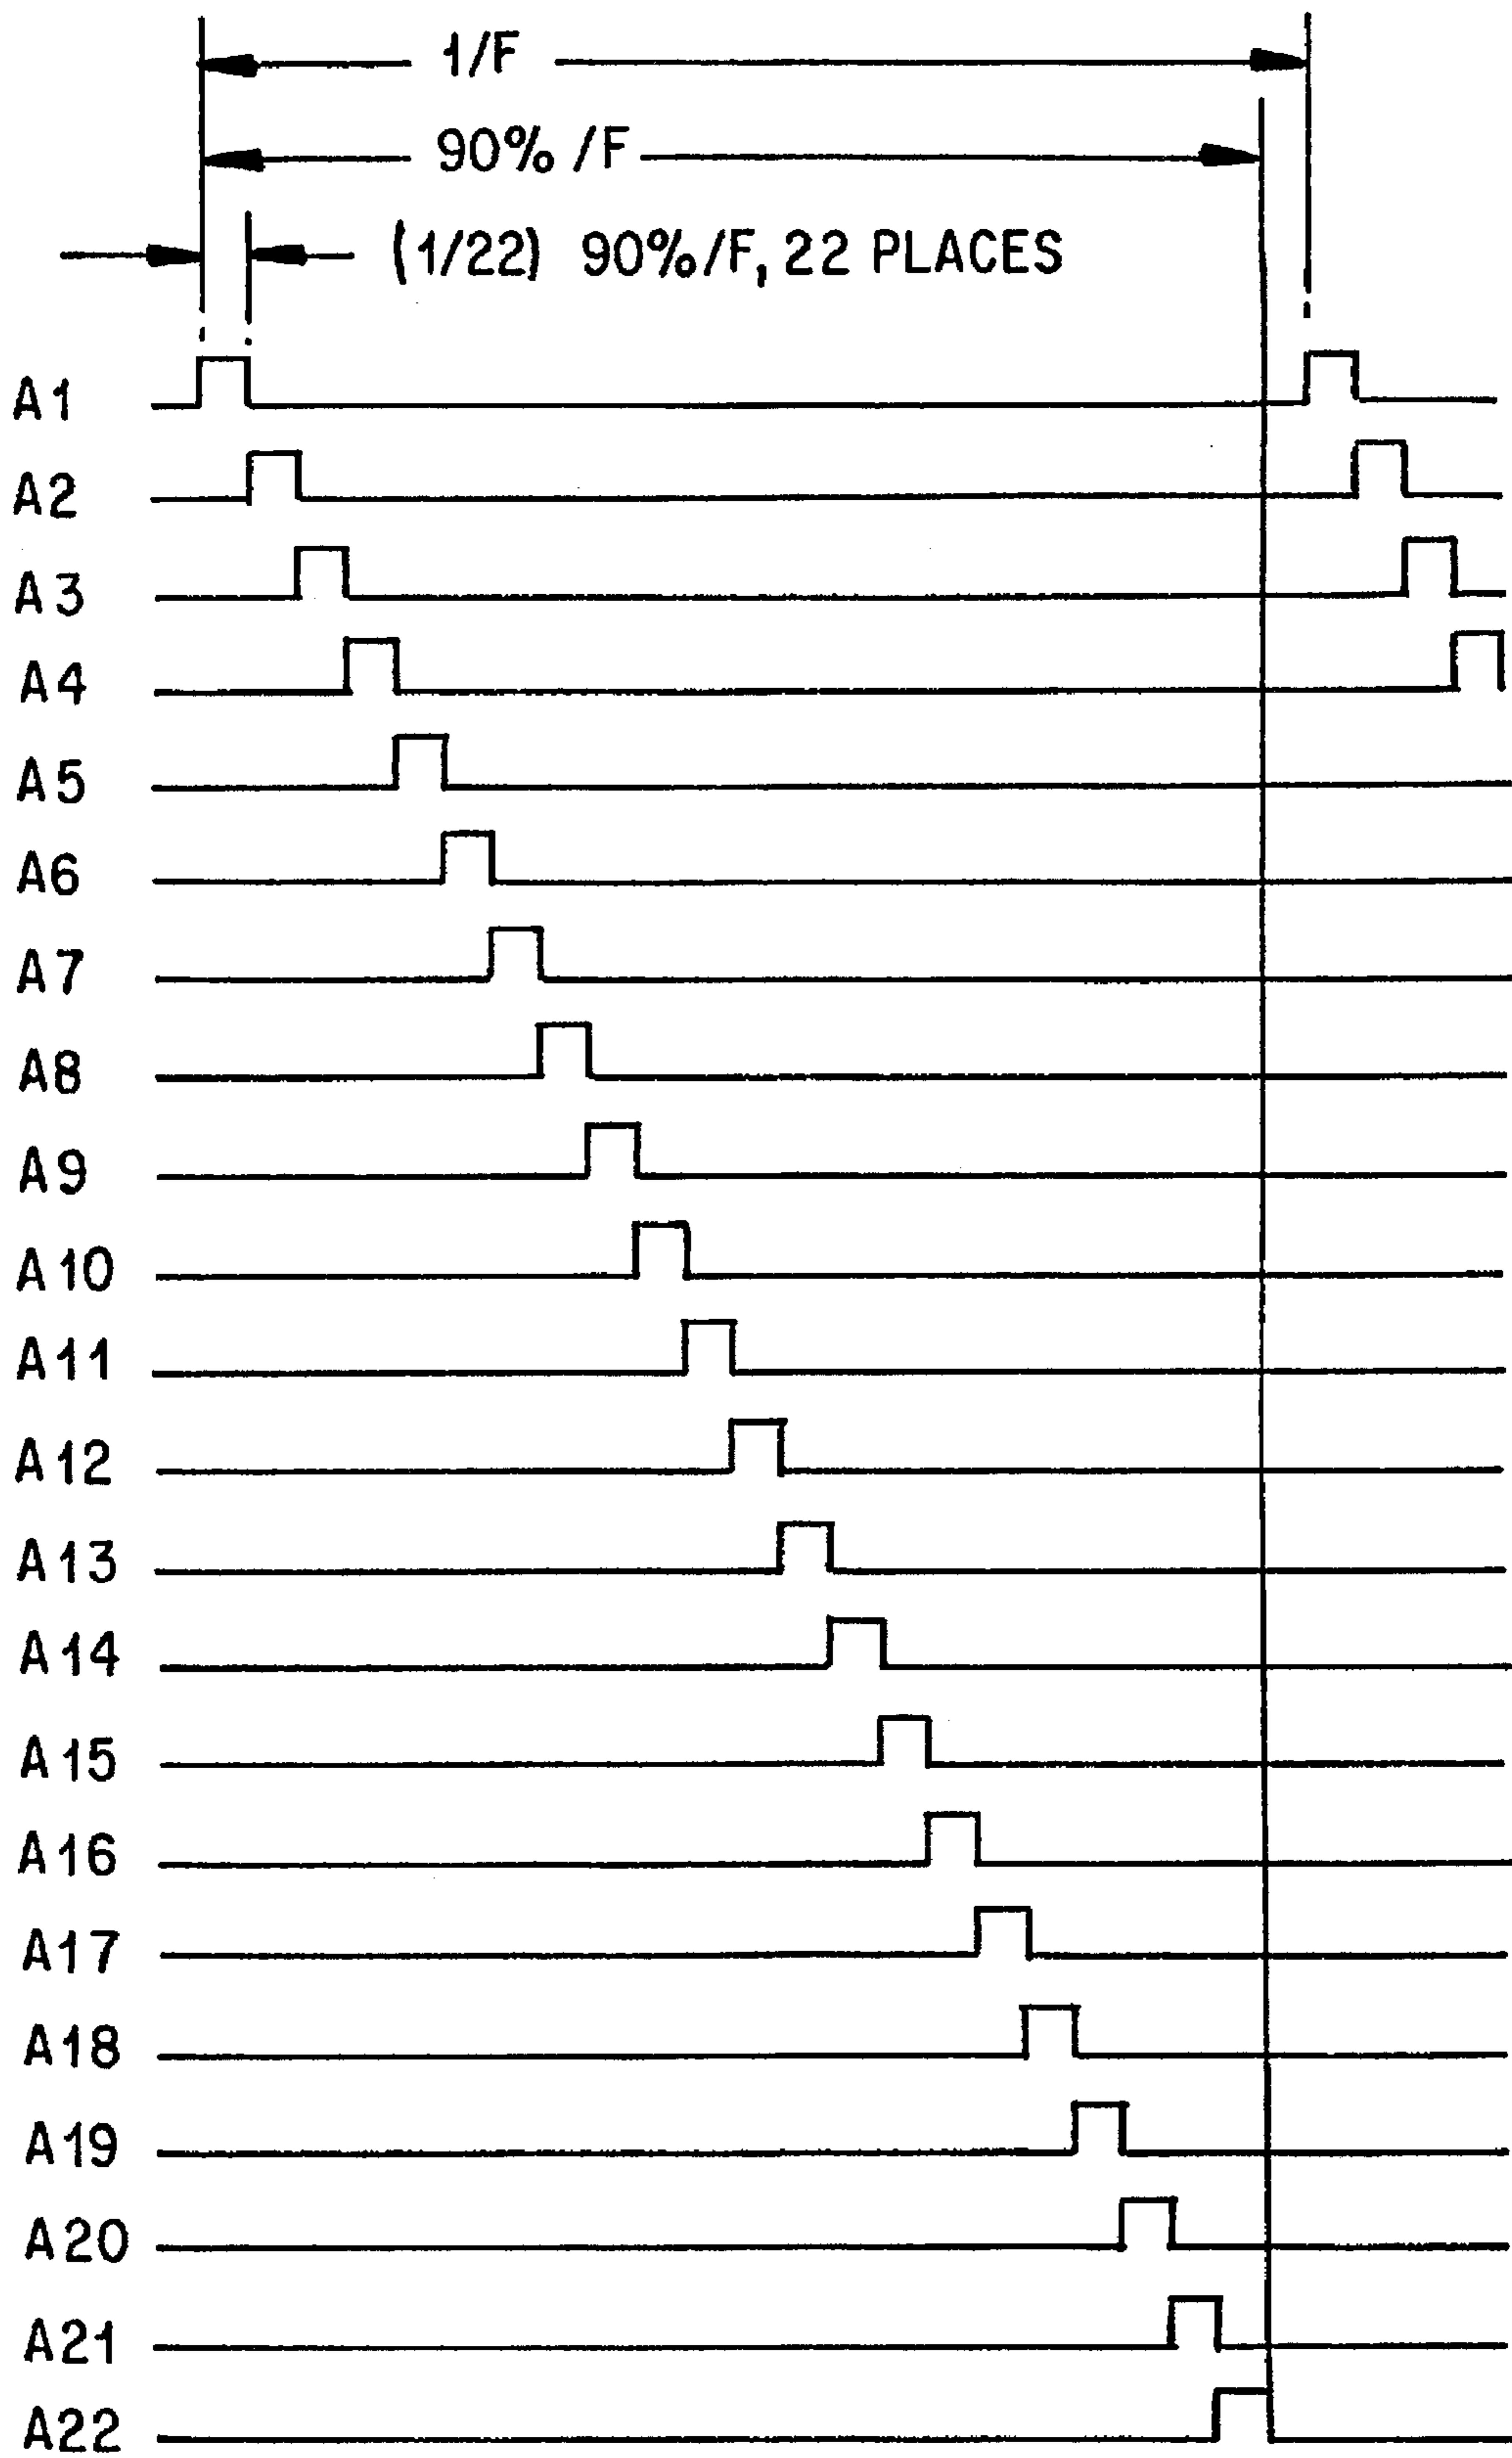 1/F
90% /F
(1/22) 90%/F, 22 PLACES
A1
A2
A3
A4
A5
A6
A7
A8
A9
A10
A11
A12
A13
A14
A15
A16
A17
A18
A19
A20
A21
A22